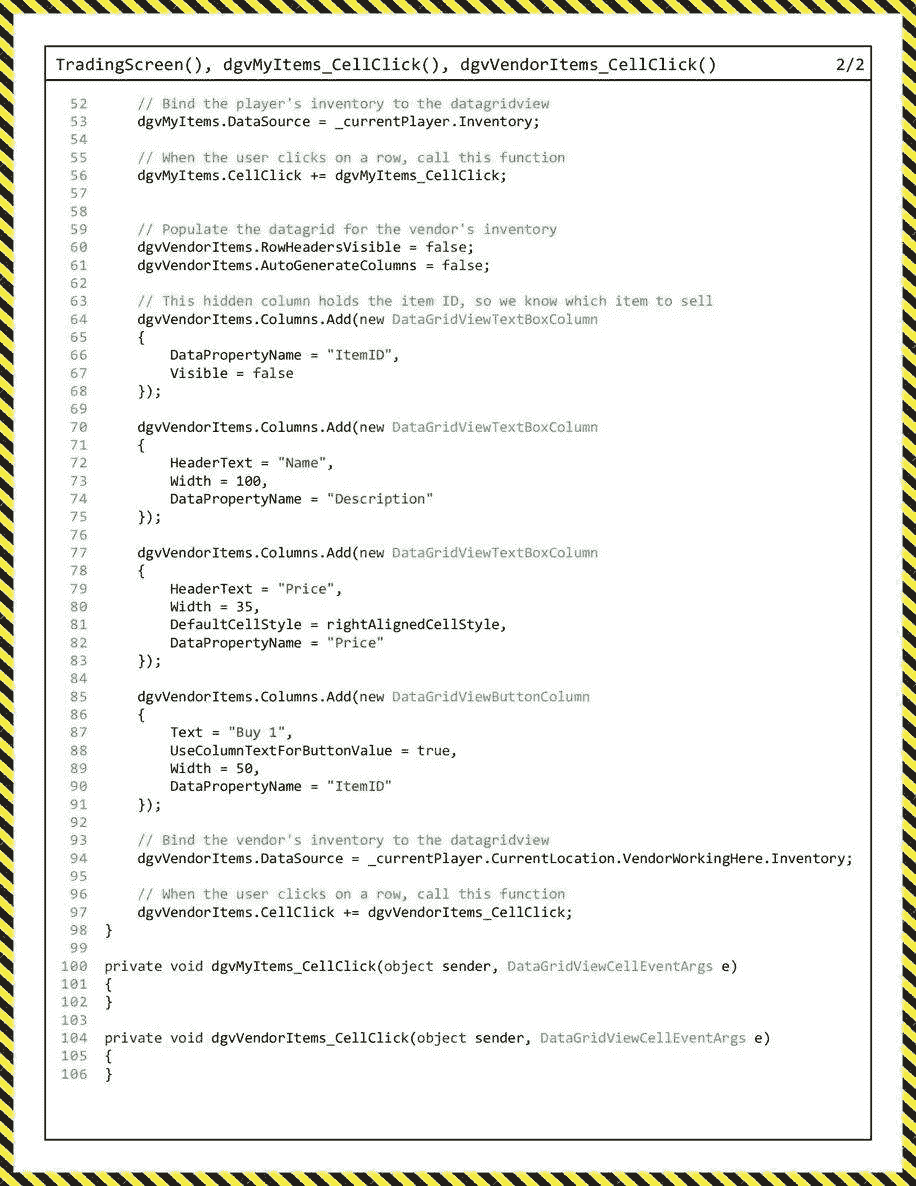 TradingScreen(), dgvMyItems_CellClick(), dgvVendorItems_CellClick() 2/2
52 // Bind the player's inventory to the datagridview
53 dgvMyItems.DataSource = _currentPlayer.Inventory;
54
55 // When the user clicks on a row, call this function
56 dgvMyItems.CellClick += dgvMyItems_CellClick;
57
58
59 // Populate the datagrid for the vendor's inventory
60 dgvVendorItems.RowHeadersVisible = false;
61 dgvVendorItems.AutoGenerateColumns = false;
62
63 // This hidden column holds the item ID, so we know which item to sell
64 dgvVendorItems.Columns.Add(new DataGridViewTextBoxColumn
65 {
66 DataPropertyName = "ItemID",
67 Visible = false
68 });
69
70 dgvVendorItems.Columns.Add(new DataGridViewTextBoxColumn
71 {
72 HeaderText = "Name",
73 Width = 100,
74 DataPropertyName = "Description"
75 });
76
77 dgvVendorItems.Columns.Add(new DataGridViewTextBoxColumn
78 {
79 HeaderText = "Price",
80 Width = 35,
81 DefaultCellStyle = rightAlignedCellStyle,
82 DataPropertyName = "Price"
83 });
84
85 dgvVendorItems.Columns.Add(new DataGridViewButtonColumn
86 {
87 Text = "Buy 1",
88 UseColumnTextForButtonValue = true,
89 Width = 50,
90 DataPropertyName = "ItemID"
91 });
92
93 // Bind the vendor's inventory to the datagridview
94 dgvVendorItems.DataSource = _currentPlayer.CurrentLocation.VendorWorkingHere.Inventory;
95
96 // When the user clicks on a row, call this function
97 dgvVendorItems.CellClick += dgvVendorItems_CellClick;
98 }
99
100 private void dgvMyItems_CellClick(object sender, DataGridViewCellEventArgs e)
101 {
102 }
103
104 private void dgvVendorItems_CellClick(object sender, DataGridViewCellEventArgs e)
105 {
106 }